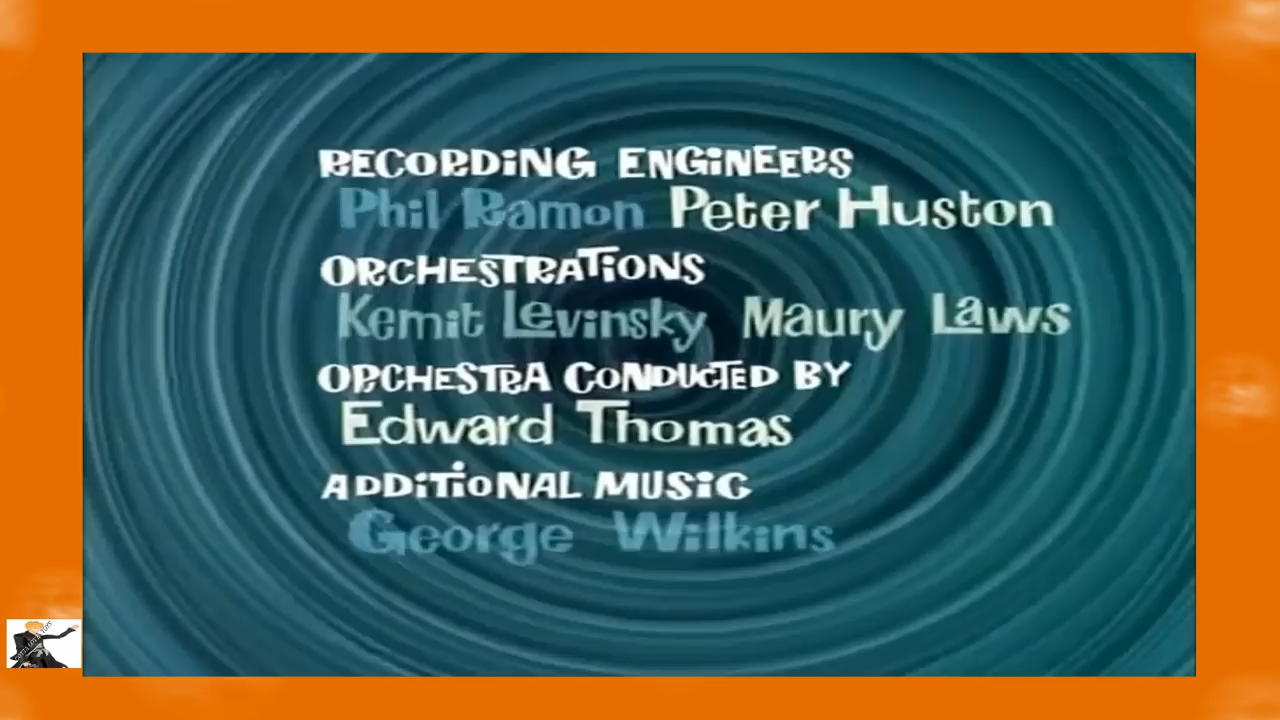 RECORDING ENGINEERS
Phil Ramon Peter Huston
ORCHESTRATIONS
Kemit Levinsky Maury Laws
ORCHESTRA CONDUCTED BY
Edward Thomas
ADDITIONAL MUSIC
George Wilkins